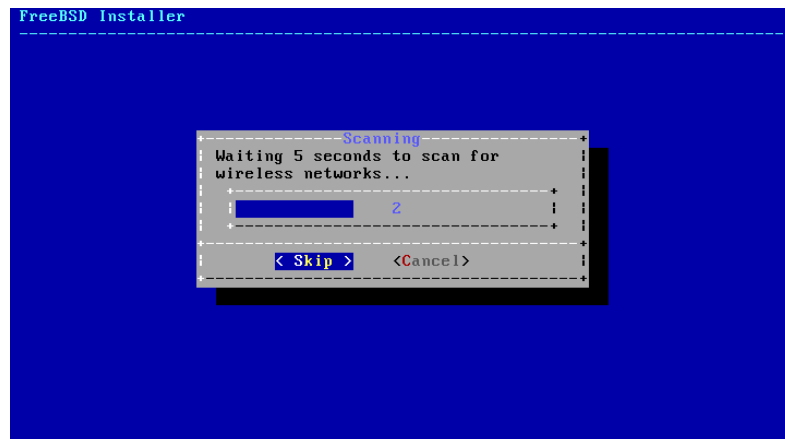 FreeBSD Installer
Scanning
Waiting 5 seconds to scan for
wireless networks...
2
< Skip > <Cancel>